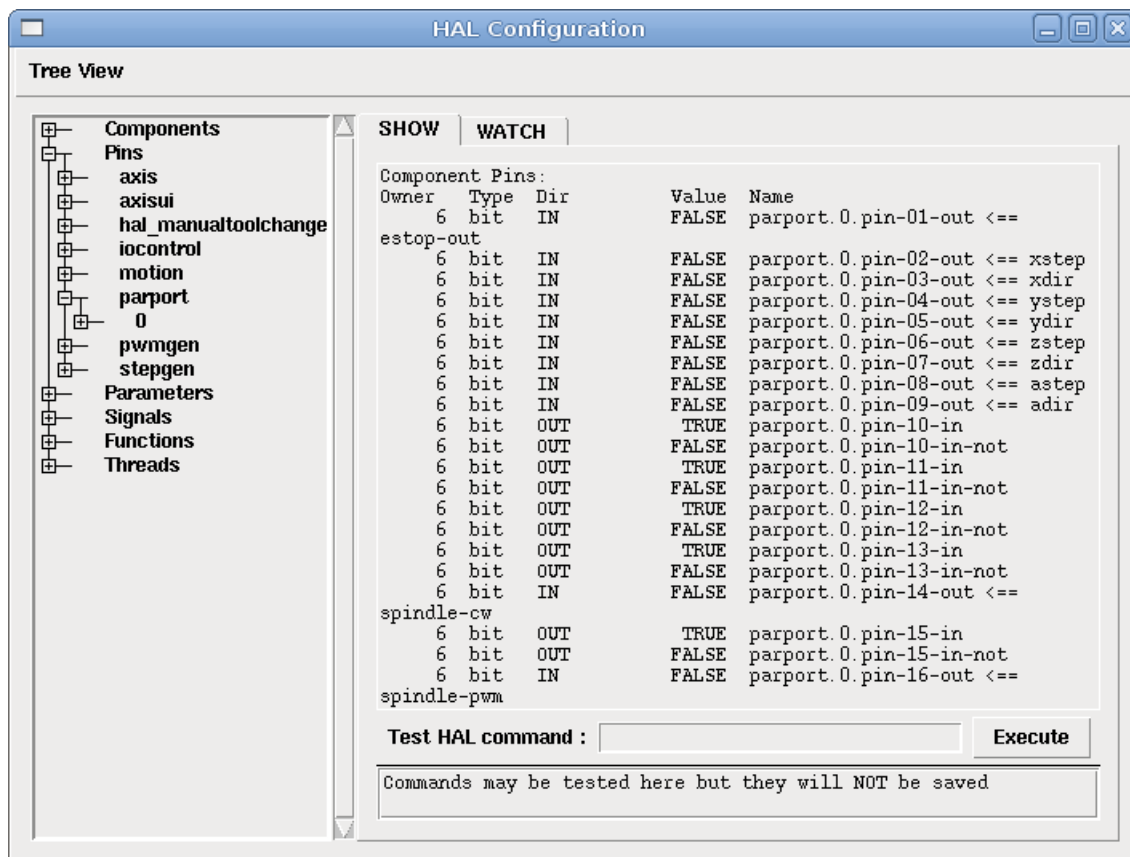 HAL Configuration
Tree View
Components
Pins
axis
axisui
hal_manualtoolchange
iocontrol
motion
parport
0
pwmgen
stepgen
Parameters
Signals
Functions
Threads
SHOW WATCH
Component Pins:
Owner Type Dir Value Name
6 bit IN FALSE parport.0.pin-01-out <==
estop-out
6 bit IN FALSE parport.0.pin-02-out <== xstep
6 bit IN FALSE parport.0.pin-03-out <== xdir
6 bit IN FALSE parport.0.pin-04-out <== ystep
6 bit IN FALSE parport.0.pin-05-out <== ydir
6 bit IN FALSE parport.0.pin-06-out <== zstep
6 bit IN FALSE parport.0.pin-07-out <== zdir
6 bit IN FALSE parport.0.pin-08-out <== astep
6 bit IN FALSE parport.0.pin-09-out <== adir
6 bit OUT TRUE parport.0.pin-10-in
6 bit OUT FALSE parport.0.pin-10-in-not
6 bit OUT TRUE parport.0.pin-11-in
6 bit OUT FALSE parport.0.pin-11-in-not
6 bit OUT TRUE parport.0.pin-12-in
6 bit OUT FALSE parport.0.pin-12-in-not
6 bit OUT TRUE parport.0.pin-13-in
6 bit OUT FALSE parport.0.pin-13-in-not
6 bit IN FALSE parport.0.pin-14-out <==
spindle-cw
6 bit OUT TRUE parport.0.pin-15-in
6 bit OUT FALSE parport.0.pin-15-in-not
6 bit IN FALSE parport.0.pin-16-out <==
spindle-pwm
Test HAL command : Execute
Commands may be tested here but they will NOT be saved